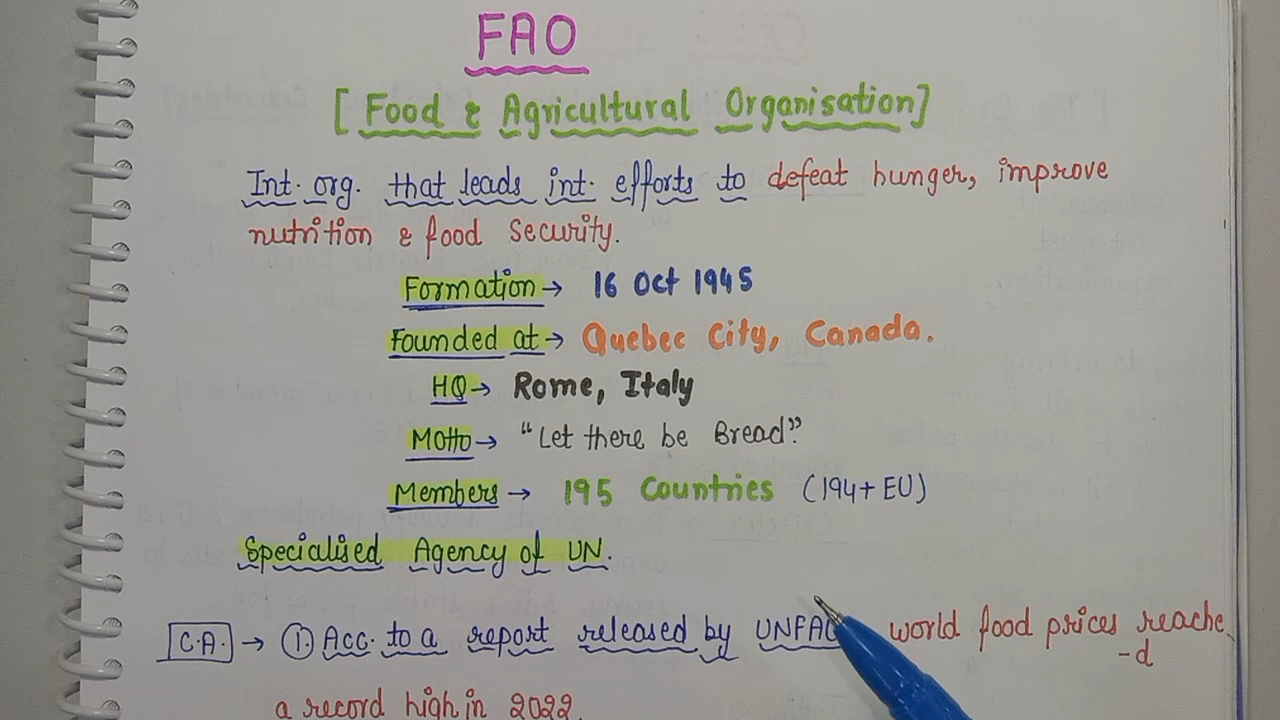 FAO
[Food & Agricultural Organisation]
Int. org. that leads int. efforts to defeat hunger, improve
nutrition & food security.
Formation → 16 Oct 1945
Founded at → Quebec City, Canada.
HQ → Rome, Italy
Motto → "Let there be Bread".
Members → 195 Countries (194+ EU)
Specialised Agency of UN.
C.A. → ① Acc. to a report released by UNFAO world food prices reache
-d
a record high in 2022.